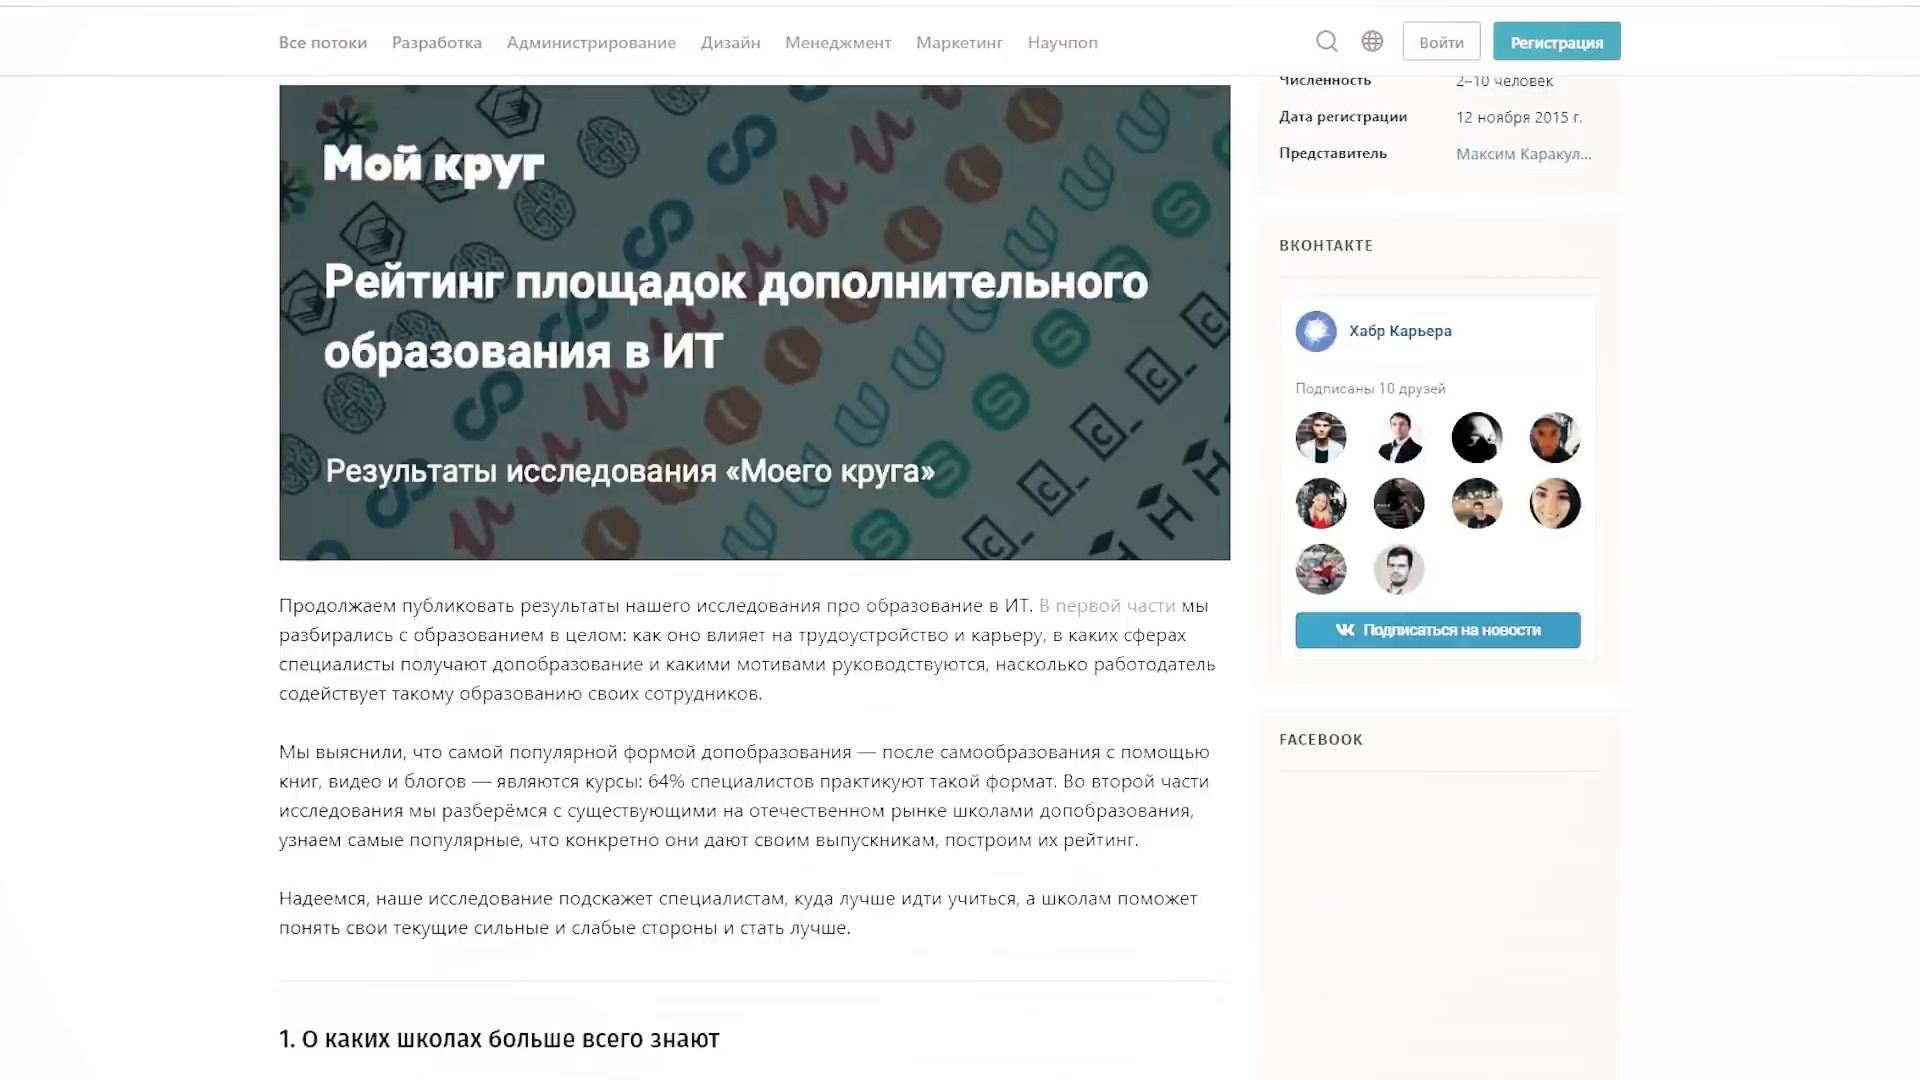 Все потоки Разработка Администрирование Дизайн Менеджмент Маркетинг Научпоп
Войти
Регистрация
Численность 2–10 человек
Дата регистрации 12 ноября 2015 г.
Представитель Максим Каракул...
Мой круг
Рейтинг площадок дополнительного
образования в ИТ
Результаты исследования «Моего круга»
Продолжаем публиковать результаты нашего исследования про образование в ИТ. В первой части мы
разбирались с образованием в целом: как оно влияет на трудоустройство и карьеру, в каких сферах
специалисты получают допобразование и какими мотивами руководствуются, насколько работодатель
содействует такому образованию своих сотрудников.
Мы выяснили, что самой популярной формой допобразования — после самообразования с помощью
книг, видео и блогов — являются курсы: 64% специалистов практикуют такой формат. Во второй части
исследования мы разберёмся с существующими на отечественном рынке школами допобразования,
узнаем самые популярные, что конкретно они дают своим выпускникам, построим их рейтинг.
Надеемся, наше исследование подскажет специалистам, куда лучше идти учиться, а школам поможет
понять свои текущие сильные и слабые стороны и стать лучше.
1. О каких школах больше всего знают
ВКОНТАКТЕ
Хабр Карьера
Подписаны 10 друзей
Подписаться на новости
FACEBOOK